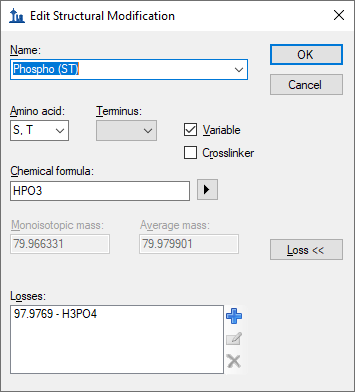 Edit Structural Modification
Name:
Phospho (ST)
OK
Cancel
Amino acid:
Terminus:
S, T
Variable
Crosslinker
Chemical formula:
HPO3
Monoisotopic mass:
Average mass:
79.966331
79.979901
Loss <<
Losses:
97.9769 - H3PO4